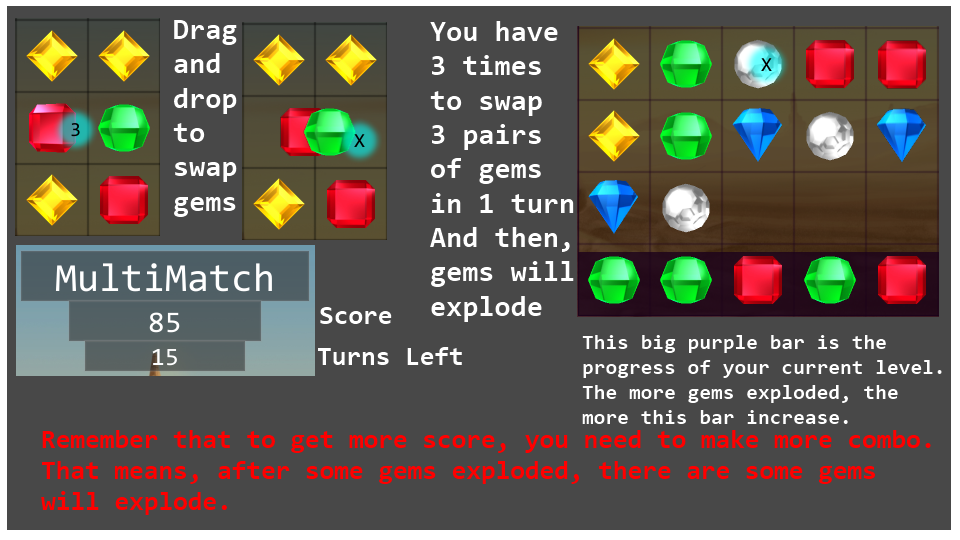 Drag
and
drop
to
swap
gems
3
X
You have
3 times
to swap
3 pairs
of gems
in 1 turn
And then,
gems will
explode
X
MultiMatch
85
Score
15
Turns Left
This big purple bar is the
progress of your current level.
The more gems exploded, the
more this bar increase.
Remember that to get more score, you need to make more combo.
That means, after some gems exploded, there are some gems
will explode.